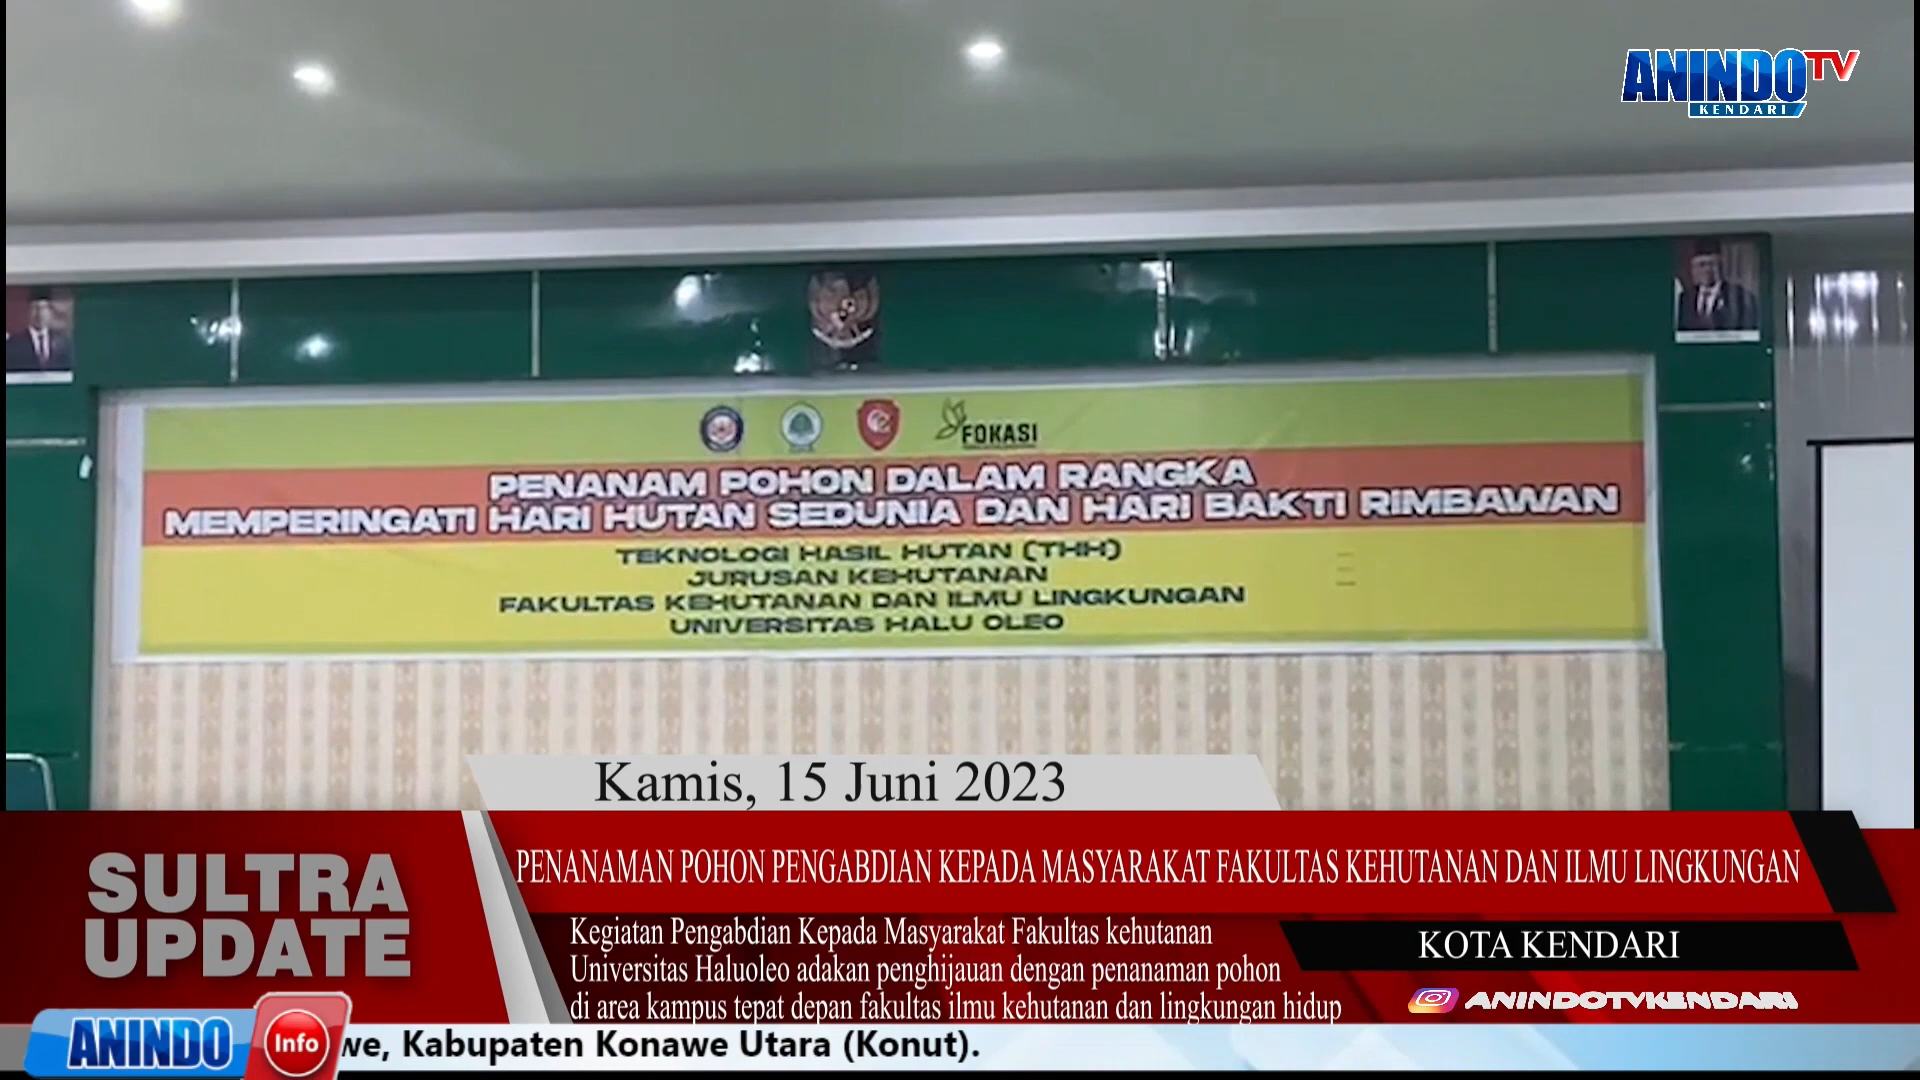 ANINDO TV
KENDARI
FOKASI
PENANAM POHON DALAM RANGKA
MEMPERINGATI HARI HUTAN SEDUNIA DAN HARI BAKTI RIMBAWAN
TEKNOLOGI HASIL HUTAN (THH)
JURUSAN KEHUTANAN
FAKULTAS KEHUTANAN DAN ILMU LINGKUNGAN
UNIVERSITAS HALU OLEO
Kamis, 15 Juni 2023
SULTRA
UPDATE
PENANAMAN POHON PENGABDIAN KEPADA MASYARAKAT FAKULTAS KEHUTANAN DAN ILMU LINGKUNGAN
Kegiatan Pengabdian Kepada Masyarakat Fakultas kehutanan
Universitas Haluoleo adakan penghijauan dengan penanaman pohon
di area kampus tepat depan fakultas ilmu kehutanan dan lingkungan hidup
KOTA KENDARI
ANINDOTVKENDARI
ANINDO
Info
we, Kabupaten Konawe Utara (Konut).